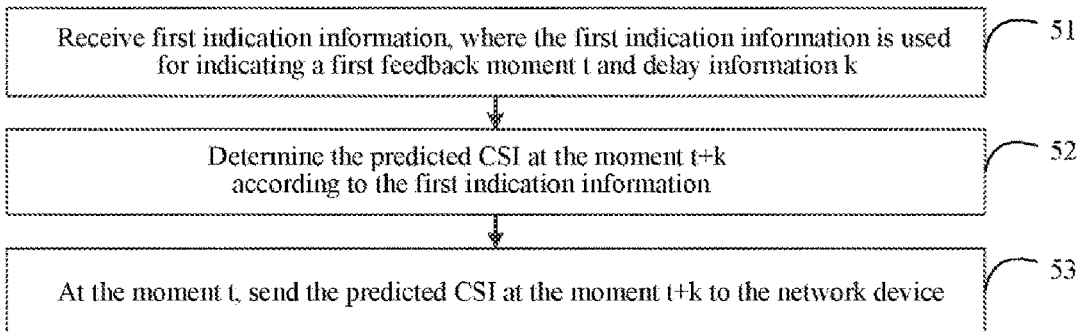 Receive first indication information, where the first indication information is used
for indicating a first feedback moment t and delay information k
51
Determine the predicted CSI at the moment t+k
according to the first indication information
52
At the moment t, send the predicted CSI at the moment t+k to the network device
53